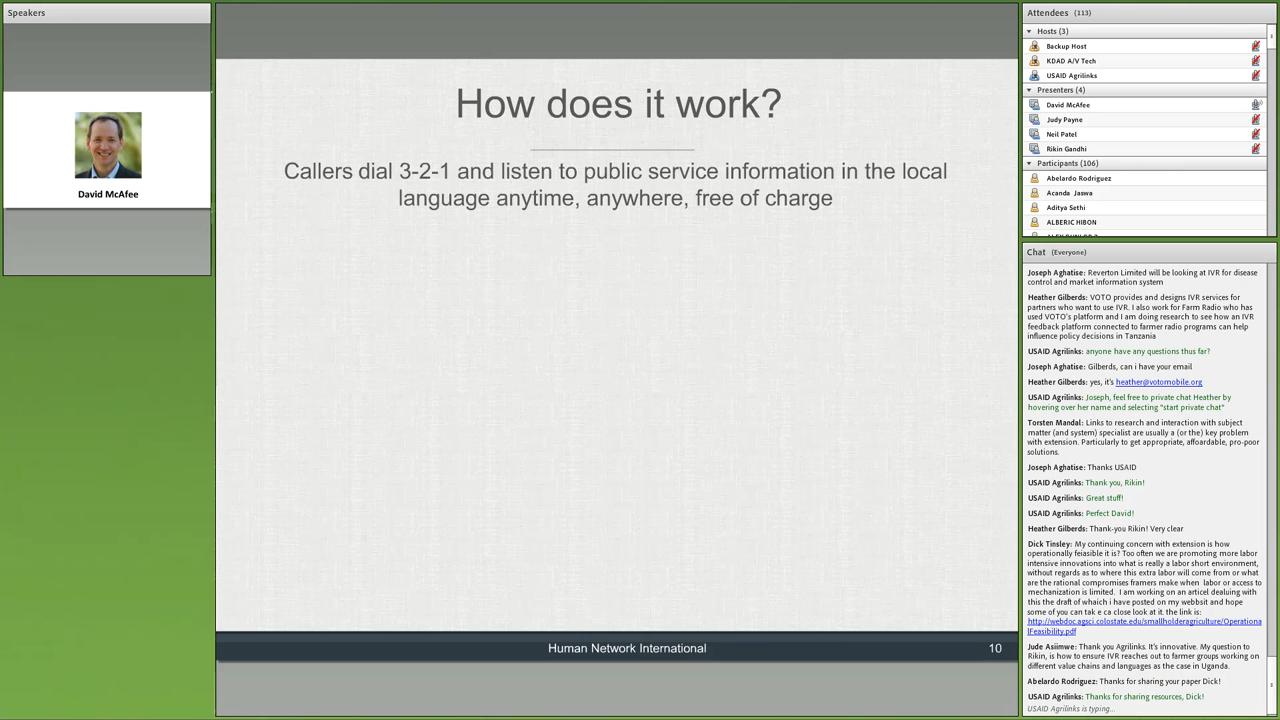 Speakers
David McAfee
How does it work?
Callers dial 3-2-1 and listen to public service information in the local
language anytime, anywhere, free of charge
Human Network International
10
Attendees (113)
Hosts (3)
Backup Host
KDAD A/V Tech
USAID Agrilinks
Presenters (4)
David McAfee
Judy Payne
Neil Patel
Rikin Gandhi
Participants (106)
Abelardo Rodriguez
Acanda Jaswa
Aditya Sethi
ALBERIC HIBON
Chat (Everyone)
Joseph Aghatise: Reverton Limited will be looking at IVR for disease
control and market information system
Heather Gilberds: VOTO provides and designs IVR services for
partners who want to use IVR. I also work for Farm Radio who has
used VOTO's platform and I am doing research to see how an IVR
feedback platform connected to farmer radio programs can help
influence policy decisions in Tanzania
USAID Agrilinks: anyone have any questions thus far?
Joseph Aghatise: Gilberds, can i have your email
Heather Gilberds: yes, it's heather@votomobile.org
USAID Agrilinks: Joseph, feel free to private chat Heather by
hovering over her name and selecting "start private chat"
Torsten Mandal: Links to research and interaction with subject
matter (and system) specialist are usually a (or the) key problem
with extension. Particularly to get appropriate, affoardable, pro-poor
solutions.
Joseph Aghatise: Thanks USAID
USAID Agrilinks: Thank you, Rikin!
USAID Agrilinks: Great stuff!
USAID Agrilinks: Perfect David!
Heather Gilberds: Thank-you Rikin! Very clear
Dick Tinsley: My continuing concern with extension is how
operationally feiasible it is? Too often we are promoting more labor
intensive innovations into what is really a labor short environment,
without regards as to where this extra labor will come from or what
are the rational compromises framers make when labor or access to
mechanization is limited. I am working on an articel dealuing with
this the draft of whaich i have posted on my webbsit and hope
some of you can tak e ca close look at it. the link is:
http://webdoc.agsci.colostate.edu/smallholderagriculture/Operationa
lFeasibility.pdf
Jude Asiimwe: Thank you Agrilinks. It's innovative. My question to
Rikin, is how to ensure IVR reaches out to farmer groups working on
different value chains and languages as the case in Uganda.
Abelardo Rodriguez: Thanks for sharing your paper Dick!
USAID Agrilinks: Thanks for sharing resources, Dick!
USAID Agrilinks is typing...